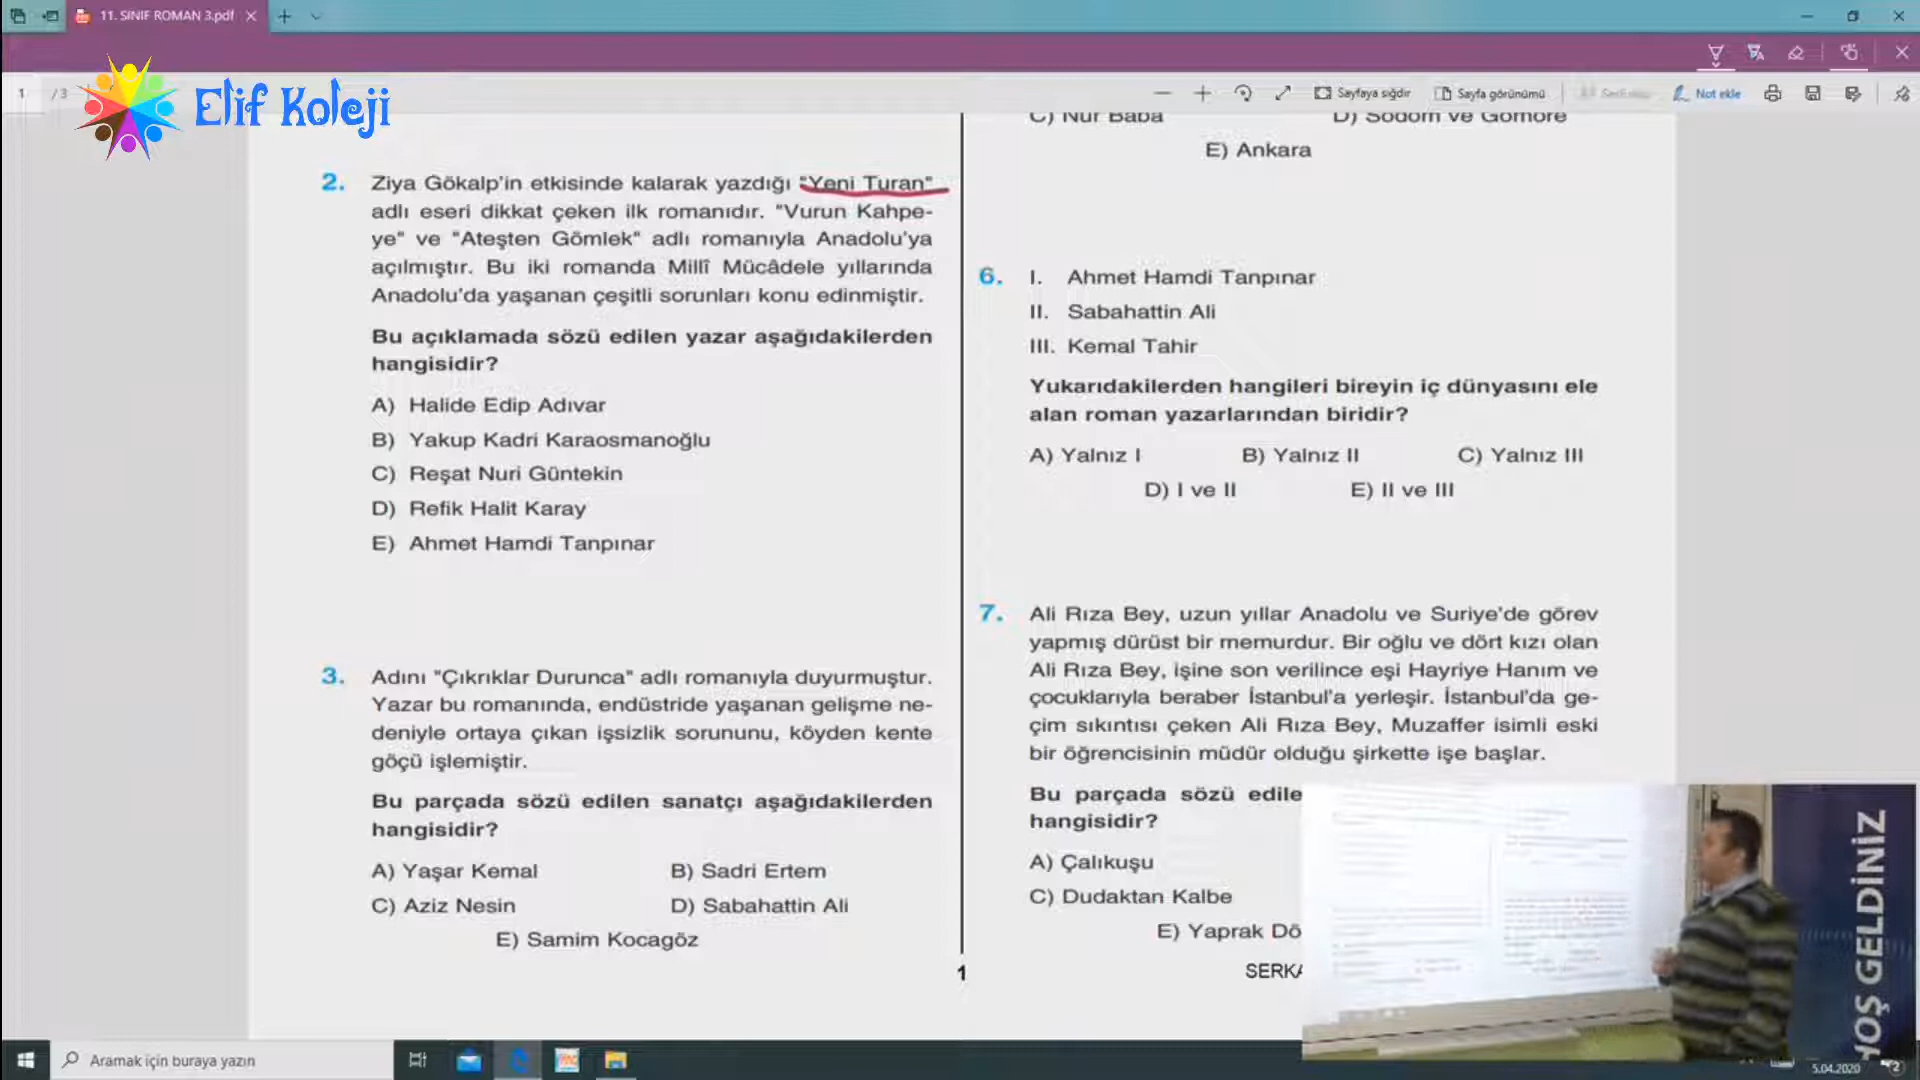 11. SINIF ROMAN 3.pdf
1 / 3
Elif Koleji
Sayfaya sığdır
Sayfa görünümü
Not ekle
2. Ziya Gökalp'in etkisinde kalarak yazdığı "Yeni Turan"
adlı eseri dikkat çeken ilk romanıdır. "Vurun Kahpe-
ye" ve "Ateşten Gömlek" adlı romanıyla Anadolu'ya
açılmıştır. Bu iki romanda Millî Mücâdele yıllarında
Anadolu'da yaşanan çeşitli sorunları konu edinmiştir.
Bu açıklamada sözü edilen yazar aşağıdakilerden
hangisidir?
A) Halide Edip Adıvar
B) Yakup Kadri Karaosmanoğlu
C) Reşat Nuri Güntekin
D) Refik Halit Karay
E) Ahmet Hamdi Tanpınar
3. Adını "Çıkrıklar Durunca" adlı romanıyla duyurmuştur.
Yazar bu romanında, endüstride yaşanan gelişme ne-
deniyle ortaya çıkan işsizlik sorununu, köyden kente
göçü işlemiştir.
Bu parçada sözü edilen sanatçı aşağıdakilerden
hangisidir?
A) Yaşar Kemal B) Sadri Ertem
C) Aziz Nesin D) Sabahattin Ali
E) Samim Kocagöz
C) Nur Baba D) Sodom ve Gomore
E) Ankara
6. I. Ahmet Hamdi Tanpınar
II. Sabahattin Ali
III. Kemal Tahir
Yukarıdakilerden hangileri bireyin iç dünyasını ele
alan roman yazarlarından biridir?
A) Yalnız I B) Yalnız II C) Yalnız III
D) I ve II E) II ve III
7. Ali Rıza Bey, uzun yıllar Anadolu ve Suriye'de görev
yapmış dürüst bir memurdur. Bir oğlu ve dört kızı olan
Ali Rıza Bey, işine son verilince eşi Hayriye Hanım ve
çocuklarıyla beraber İstanbul'a yerleşir. İstanbul'da ge-
çim sıkıntısı çeken Ali Rıza Bey, Muzaffer isimli eski
bir öğrencisinin müdür olduğu şirkette işe başlar.
Bu parçada sözü edile
hangisidir?
A) Çalıkuşu
C) Dudaktan Kalbe
E) Yaprak Dö
1
SERKA
HOŞ GELDİNİZ
Aramak için buraya yazın
5.04.2020
2